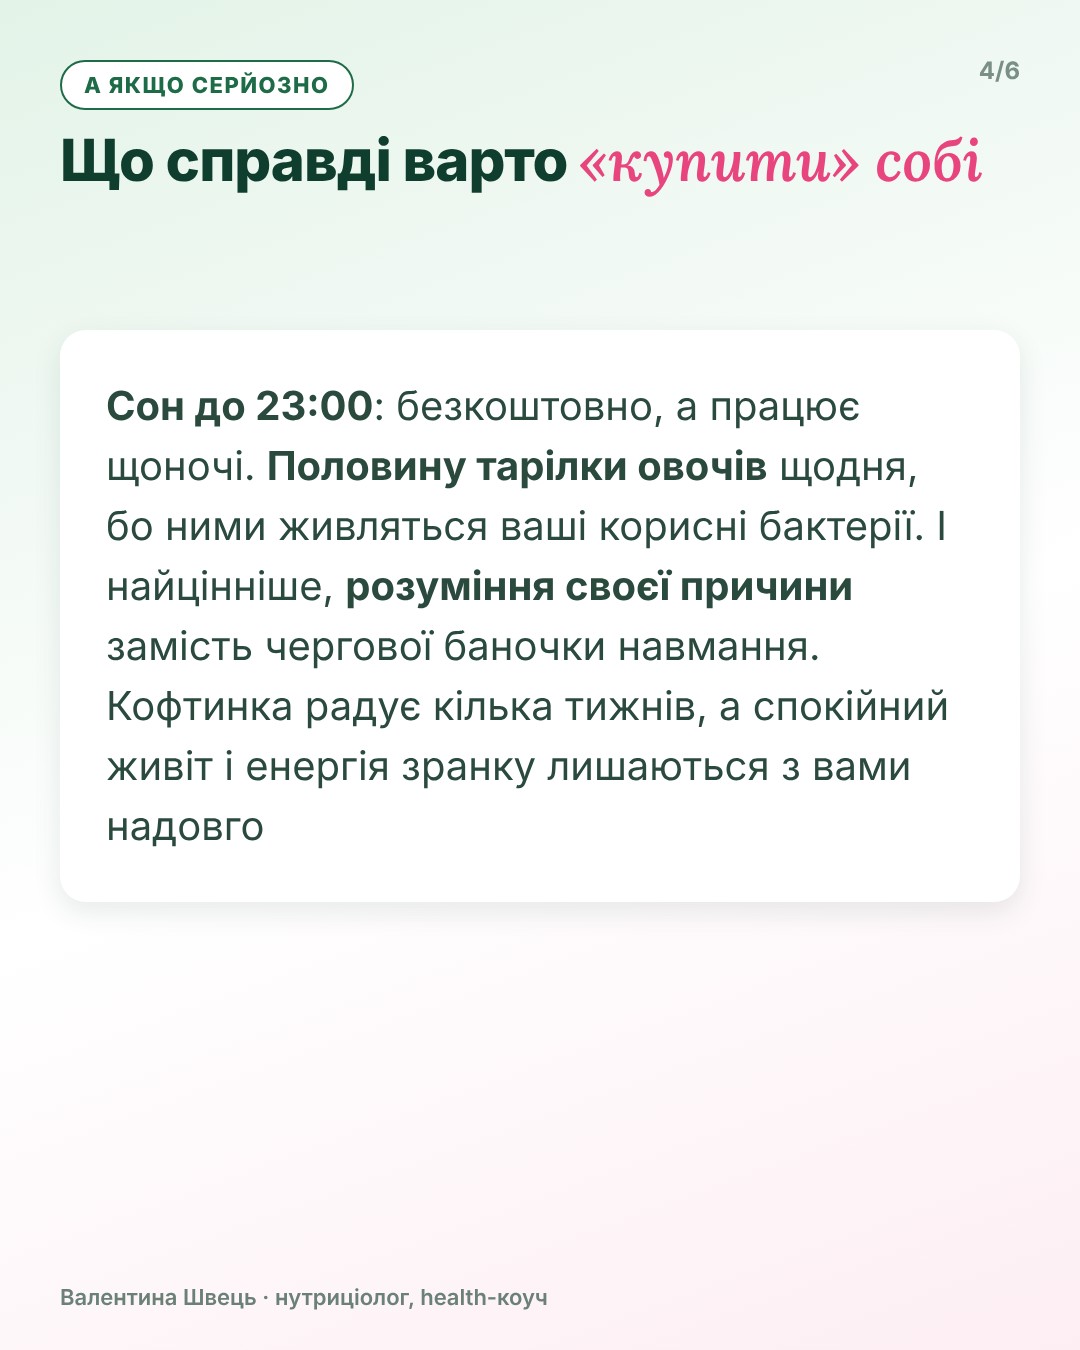 А ЯКЩО СЕРЙОЗНО
4/6
Що справді варто «купити» собі
Сон до 23:00: безкоштовно, а працює
щоночі. Половину тарілки овочів щодня,
бо ними живляться ваші корисні бактерії. І
найцінніше, розуміння своєї причини
замість чергової баночки навмання.
Кофтинка радує кілька тижнів, а спокійний
живіт і енергія зранку лишаються з вами
надовго
Валентина Швець · нутриціолог, health-коуч